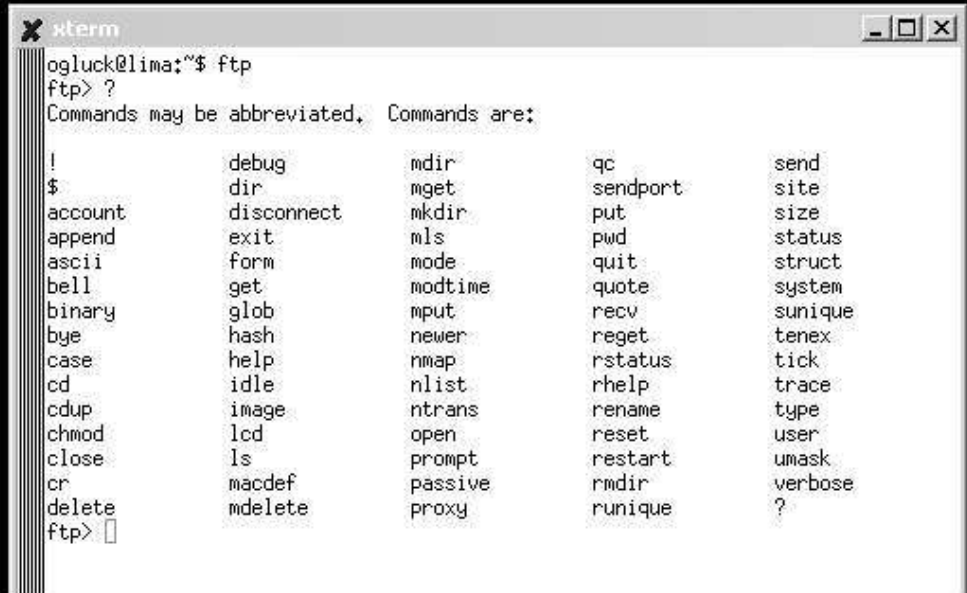 xterm
ogluck@lima:~$ ftp
ftp> ?
Commands may be abbreviated.  Commands are:
!               debug           mdir            qc              send
$               dir             mget            sendport        site
account         disconnect      mkdir           put             size
append          exit            mls             pwd             status
ascii           form            mode            quit            struct
bell            get             modtime         quote           system
binary          glob            mput            recv            sunique
bye             hash            newer           reget           tenex
case            help            nmap            rstatus         tick
cd              idle            nlist           rhelp           trace
cdup            image           ntrans          rename          type
chmod           lcd             open            reset           user
close           ls              prompt          restart         umask
cr              macdef          passive         rmdir           verbose
delete          mdelete         proxy           runique         ?
ftp>